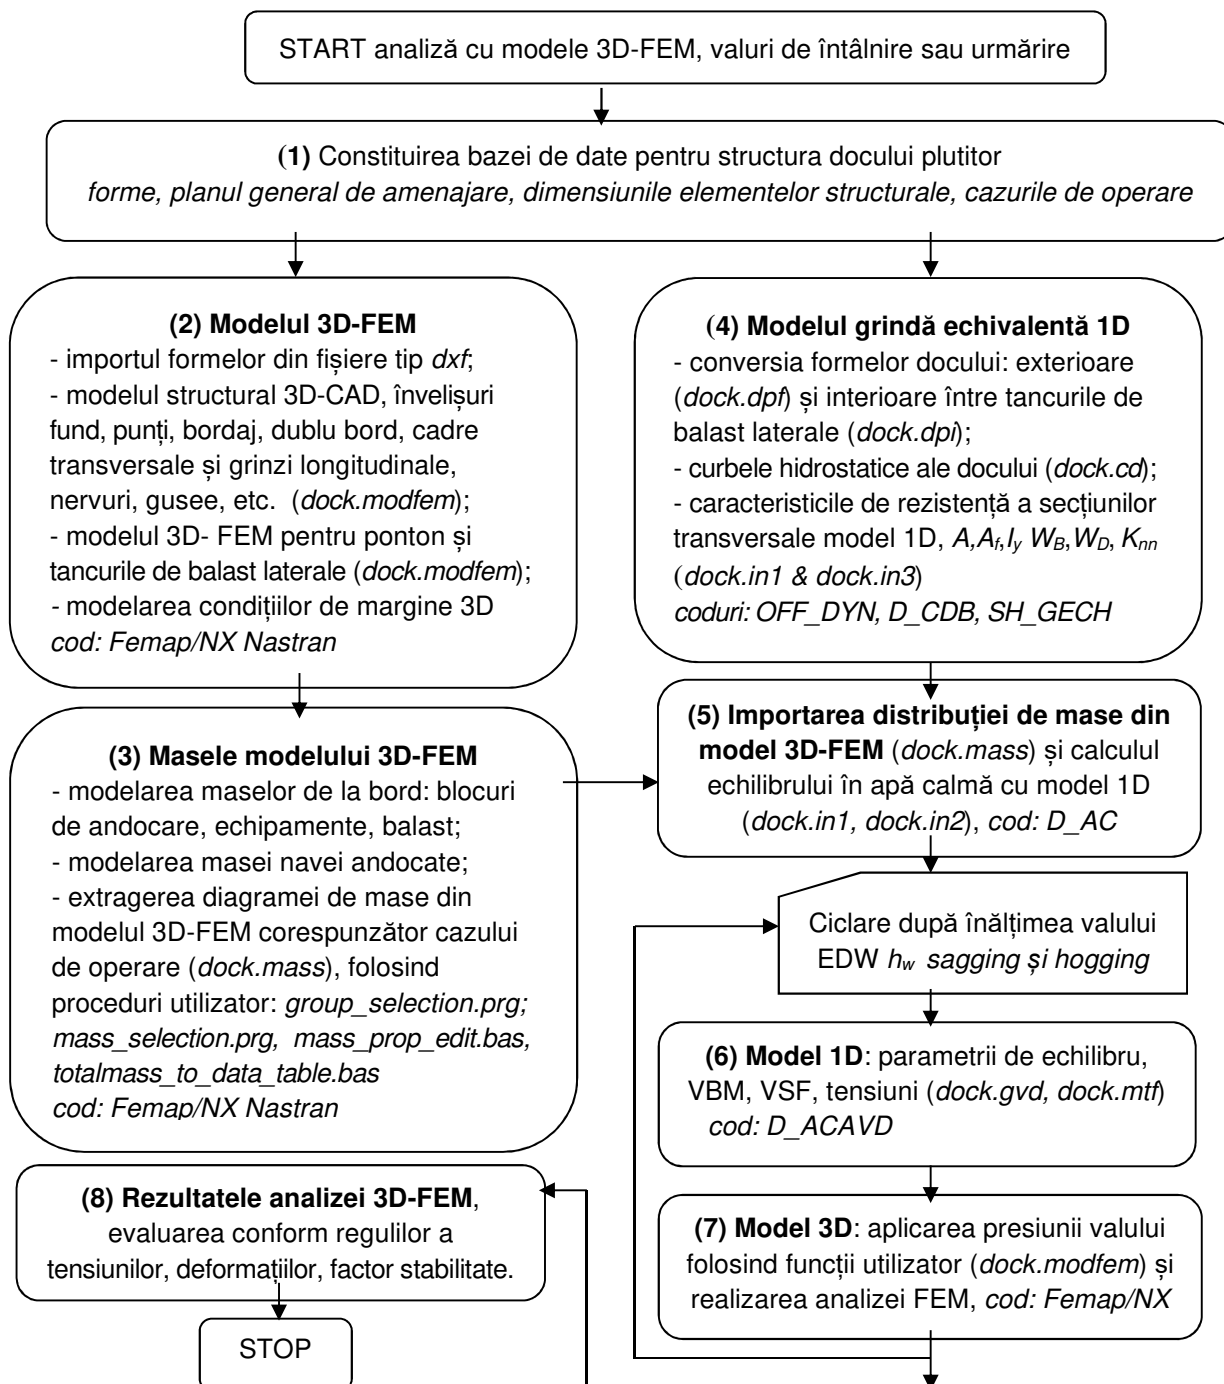 START analiză cu modele 3D-FEM, valuri de întâlnire sau urmărire
(1) Constituirea bazei de date pentru structura docului plutitor
forme, planul general de amenajare, dimensiunile elementelor structurale, cazurile de operare
(2) Modelul 3D-FEM
- importul formelor din fișiere tip dxf;
- modelul structural 3D-CAD, învelișuri
fund, punți, bordaj, dublu bord, cadre
transversale și grinzi longitudinale,
nervuri, gusee, etc. (dock.modfem);
- modelul 3D- FEM pentru ponton și
tancurile de balast laterale (dock.modfem);
- modelarea condițiilor de margine 3D
cod: Femap/NX Nastran
(3) Masele modelului 3D-FEM
- modelarea maselor de la bord: blocuri
de andocare, echipamente, balast;
- modelarea masei navei andocate;
- extragerea diagramei de mase din
modelul 3D-FEM corespunzător cazului
de operare (dock.mass), folosind
proceduri utilizator: group_selection.prg;
mass_selection.prg, mass_prop_edit.bas,
totalmass_to_data_table.bas
cod: Femap/NX Nastran
(4) Modelul grindă echivalentă 1D
- conversia formelor docului: exterioare
(dock.dpf) și interioare între tancurile de
balast laterale (dock.dpi);
- curbele hidrostatice ale docului (dock.cd);
- caracteristicile de rezistență a secțiunilor
transversale model 1D, A,Af,Iy WB,WD, Knn
(dock.in1 & dock.in3)
coduri: OFF_DYN, D_CDB, SH_GECH
(5) Importarea distribuției de mase din
model 3D-FEM (dock.mass) și calculul
echilibrului în apă calmă cu model 1D
(dock.in1, dock.in2), cod: D_AC
Ciclare după înălțimea valului
EDW hw sagging și hogging
(6) Model 1D: parametrii de echilibru,
VBM, VSF, tensiuni (dock.gvd, dock.mtf)
cod: D_ACAVD
(7) Model 3D: aplicarea presiunii valului
folosind funcții utilizator (dock.modfem) și
realizarea analizei FEM, cod: Femap/NX
(8) Rezultatele analizei 3D-FEM,
evaluarea conform regulilor a
tensiunilor, deformațiilor, factor stabilitate.
STOP